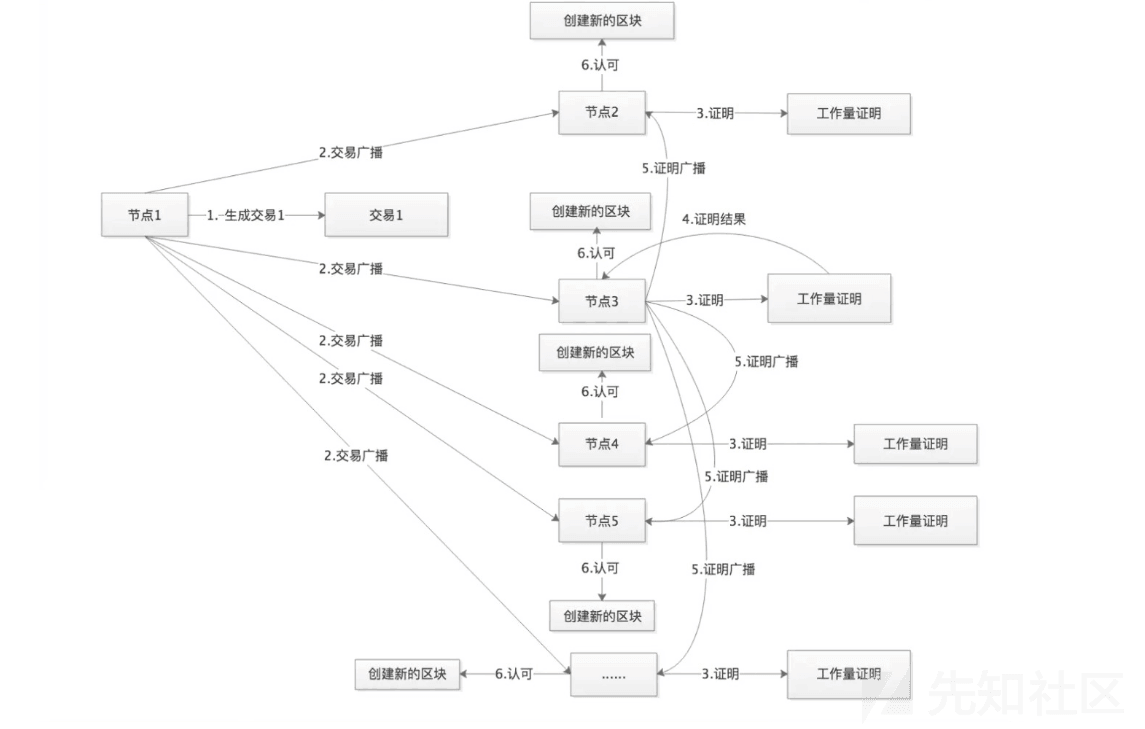 创建新的区块
6.认可
节点2
3.证明
工作量证明
2.交易广播
5.证明广播
节点1
1. 生成交易1
交易1
创建新的区块
4.证明结果
6.认可
2.交易广播
节点3
3.证明
工作量证明
2.交易广播
创建新的区块
5.证明广播
2.交易广播
6.认可
节点4
3.证明
工作量证明
2.交易广播
5.证明广播
节点5
3.证明
工作量证明
6.认可
5.证明广播
创建新的区块
创建新的区块
6.认可
......
3.证明
工作量证明
先知社区